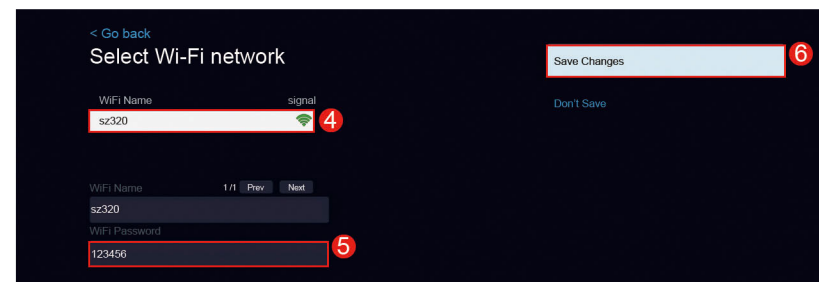 < Go back
Select Wi-Fi network
WiFi Name signal
sz320 4
WiFi Name 1/1 Prev Next
sz320
WiFi Password
123456 5
Save Changes 6
Don't Save